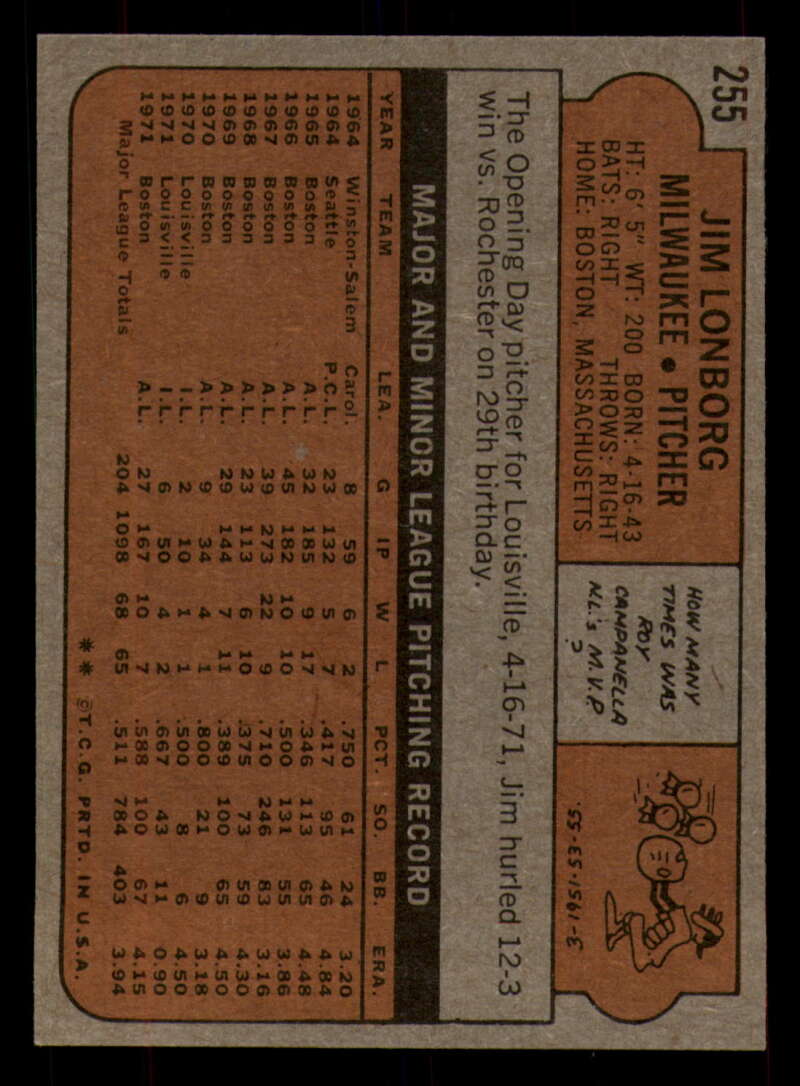 255
JIM LONBORG
MILWAUKEE • PITCHER
HT: 6' 5" WT: 200 BORN: 4-16-43
BATS: RIGHT THROWS: RIGHT
HOME: BOSTON, MASSACHUSETTS
HOW MANY
TIMES WAS
ROY
CAMPANELLA
N.L.'s M.V.P
?
3-1951-53-55.
The Opening Day pitcher for Louisville, 4-16-71, Jim hurled 12-3
win vs. Rochester on 29th birthday.
MAJOR AND MINOR LEAGUE PITCHING RECORD
YEAR TEAM LEA. G IP W L PCT. SO. BB. ERA.
1964 Winston-Salem Carol. 8 59 6 2 .750 61 24 3.20
1964 Seattle P.C.L. 23 132 5 7 .417 95 46 4.84
1965 Boston A.L. 32 185 9 17 .346 113 65 4.48
1966 Boston A.L. 45 182 10 10 .500 131 55 3.86
1967 Boston A.L. 39 273 22 9 .710 246 83 3.16
1968 Boston A.L. 23 113 6 10 .375 73 59 4.30
1969 Boston A.L. 29 144 7 11 .389 100 65 4.50
1970 Boston A.L. 9 34 4 1 .800 21 9 3.18
1970 Louisville I.L. 2 10 1 1 .500 8 6 4.50
1971 Louisville I.L. 6 50 4 2 .667 43 11 0.90
1971 Boston A.L. 27 167 10 7 .588 100 67 4.15
Major League Totals 204 1098 68 65 .511 784 403 3.94
** ©T.C.G. PRTD. IN U.S.A.